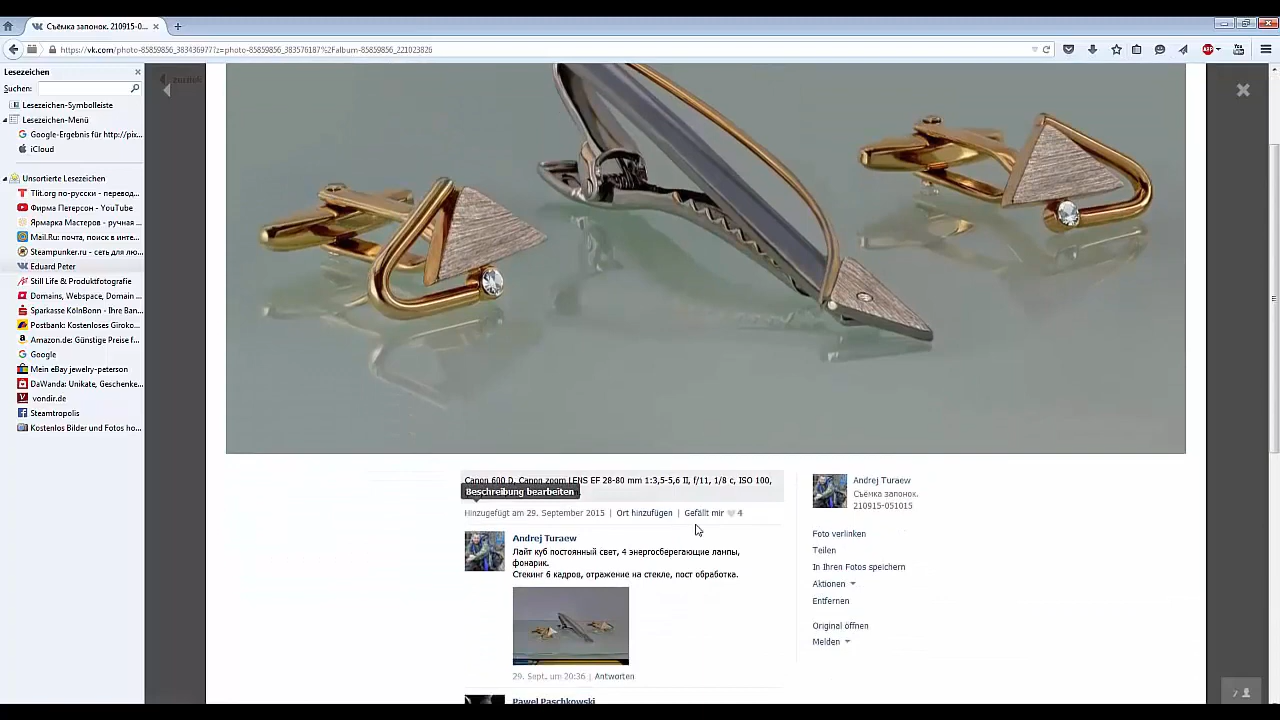 Съёмка запонок. 210915-0...
https://vk.com/photo-85859856_383436977?z=photo-85859856_383576187%2Falbum-85859856_221023826
Lesezeichen
Suchen:
Lesezeichen-Symbolleiste
Lesezeichen-Menü
Google-Ergebnis für http://pix...
iCloud
Unsortierte Lesezeichen
Tlit.org по-русски - перевод...
Фирма Петерсон - YouTube
Ярмарка Мастеров - ручная ...
Mail.Ru: почта, поиск в инте...
Steampunker.ru - сеть для лю...
Eduard Peter
Still Life & Produktfotografie
Domains, Webspace, Domain ...
Sparkasse KölnBonn - Ihre Ban...
Postbank: Kostenloses Giroko...
Amazon.de: Günstige Preise f...
Google
Mein eBay jewelry-peterson
DaWanda: Unikate, Geschenke...
vondir.de
Steamtropolis
Kostenlos Bilder und Fotos ho...
zurück
Canon 600 D, Canon zoom LENS EF 28-80 mm 1:3,5-5,6 II, f/11, 1/8 с, ISO 100,
Beschreibung bearbeiten
Hinzugefügt am 29. September 2015 | Ort hinzufügen | Gefällt mir 4
Andrej Turaew
Лайт куб постоянный свет, 4 энергосберегающие лампы,
фонарик.
Стекинг 6 кадров, отражение на стекле, пост обработка.
29. Sept. um 20:36 | Antworten
Pawel Paschkowski
Andrej Turaew
Съёмка запонок.
210915-051015
Foto verlinken
Teilen
In Ihren Fotos speichern
Aktionen
Entfernen
Original öffnen
Melden
7